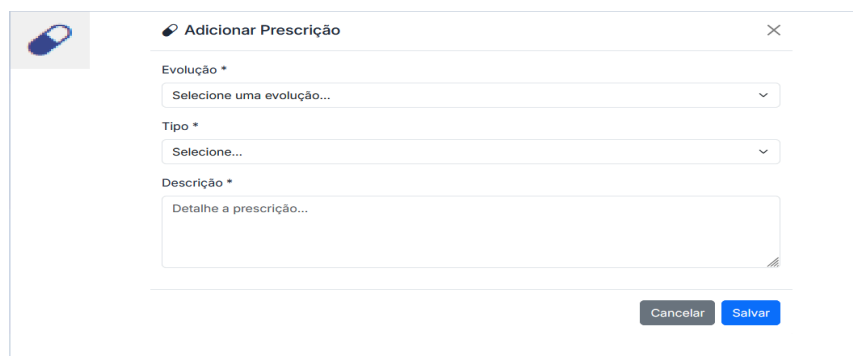 Adicionar Prescrição
Evolução *
Selecione uma evolução...
Tipo *
Selecione...
Descrição *
Detalhe a prescrição...
Cancelar
Salvar